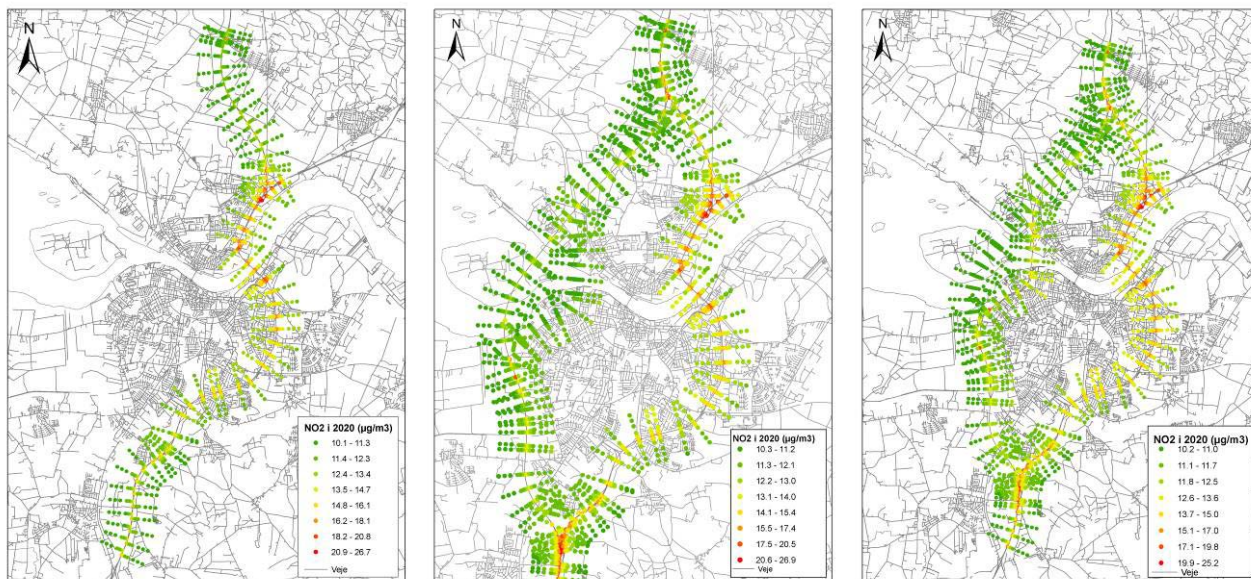 N
NO2 i 2020 (µg/m3)
10.1 - 11.3
11.4 - 12.3
12.4 - 13.4
13.5 - 14.7
14.8 - 16.1
16.2 - 18.1
18.2 - 20.8
20.9 - 26.7
Veje
N
NO2 i 2020 (µg/m3)
10.3 - 11.2
11.3 - 12.1
12.2 - 13.0
13.1 - 14.0
14.1 - 15.4
15.5 - 17.4
17.5 - 20.5
20.6 - 26.9
Veje
N
NO2 i 2020 (µg/m3)
10.2 - 11.0
11.1 - 11.7
11.8 - 12.5
12.6 - 13.6
13.7 - 15.0
15.1 - 17.0
17.1 - 19.8
19.9 - 25.2
Veje